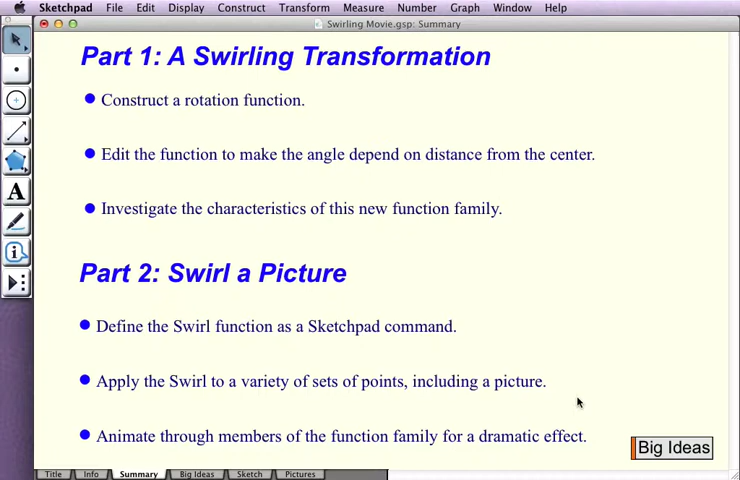 Sketchpad File Edit Display Construct Transform Measure Number Graph Window Help
Swirling Movie.gsp: Summary
Part 1: A Swirling Transformation
Construct a rotation function.
Edit the function to make the angle depend on distance from the center.
Investigate the characteristics of this new function family.
A
Part 2: Swirl a Picture
Define the Swirl function as a Sketchpad command.
Apply the Swirl to a variety of sets of points, including a picture.
Animate through members of the function family for a dramatic effect.
Big Ideas
Title Info Summary Big Ideas Sketch Pictures